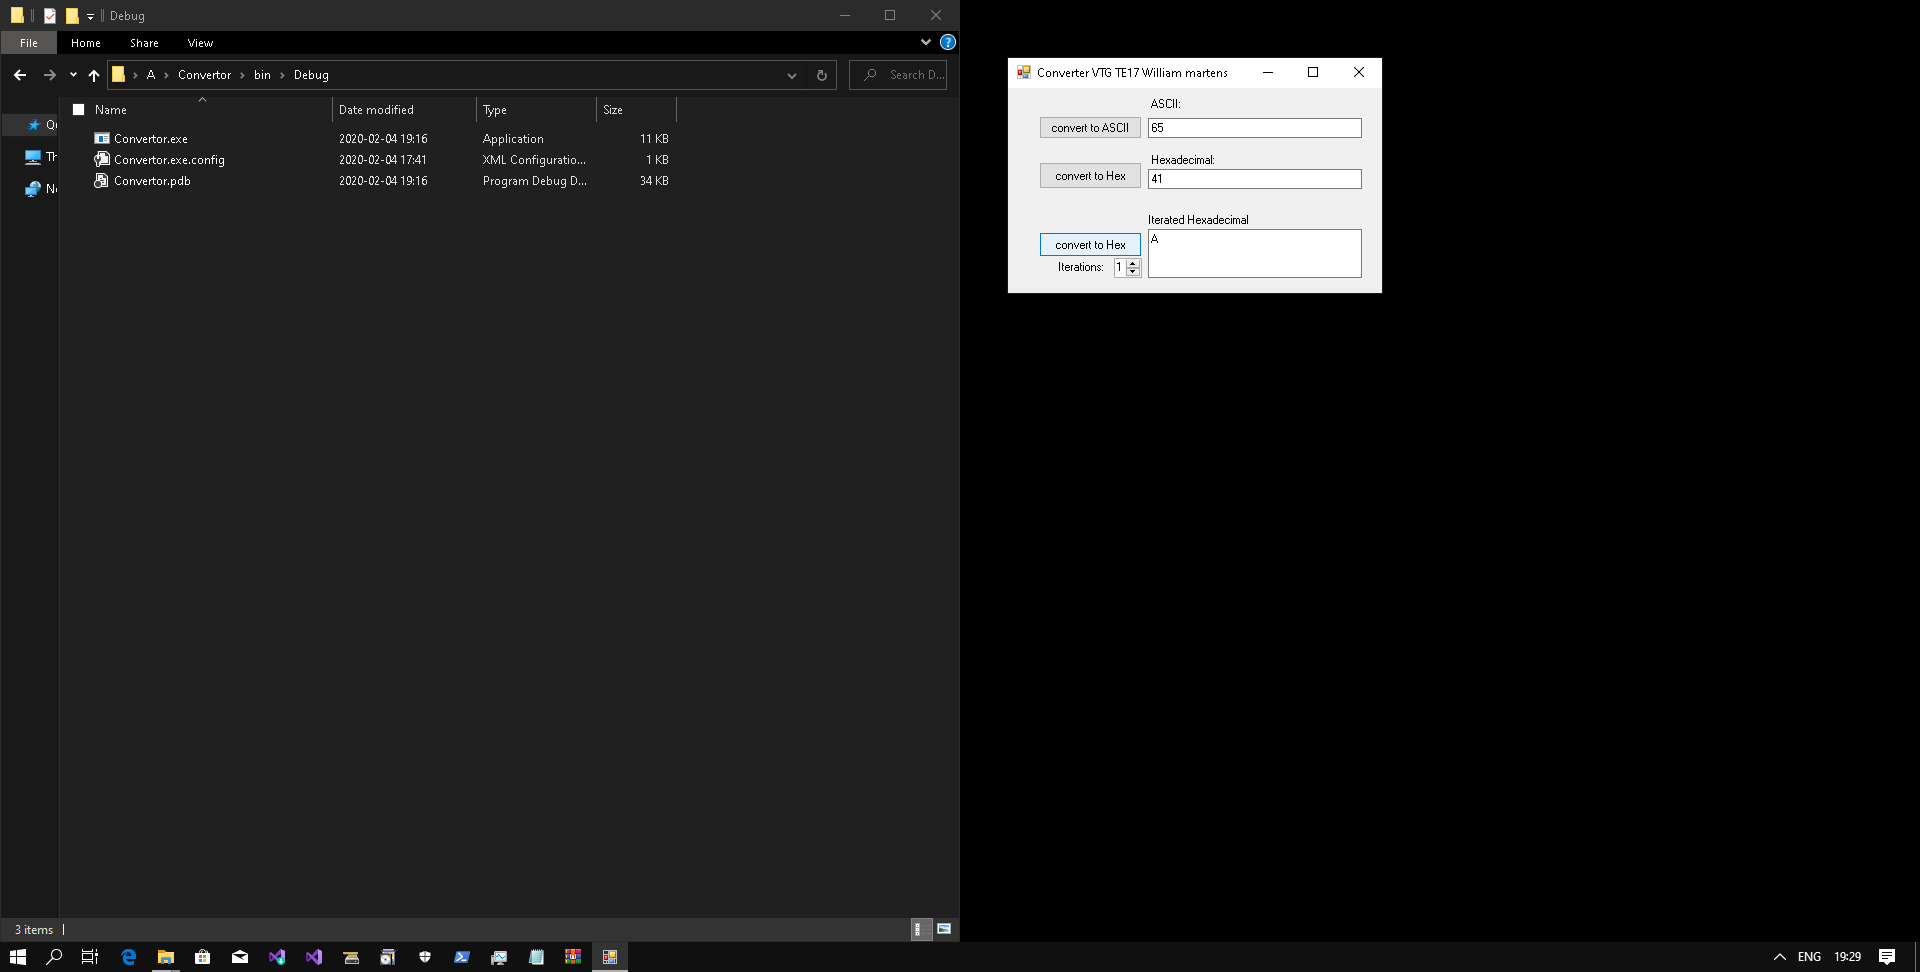 Debug
File Home Share View
A > Convertor > bin > Debug
Search D...
Name Date modified Type Size
Qu
Convertor.exe 2020-02-04 19:16 Application 11 KB
Th
Convertor.exe.config 2020-02-04 17:41 XML Configuratio... 1 KB
Convertor.pdb 2020-02-04 19:16 Program Debug D... 34 KB
Ne
3 items
Converter VTG TE17 William martens
ASCII:
convert to ASCII 65
Hexadecimal:
convert to Hex 41
Iterated Hexadecimal
convert to Hex A
Iterations: 1
ENG 19:29